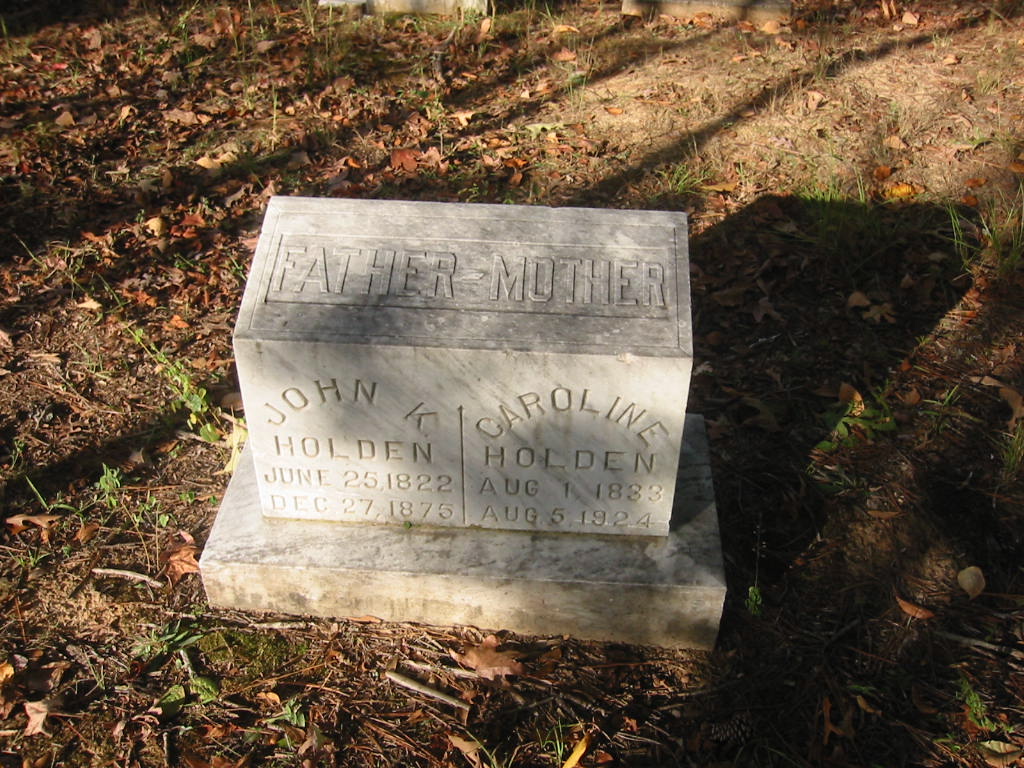 FATHER-MOTHER
JOHN K.
HOLDEN
JUNE 25,1822
DEC 27,1875
CAROLINE
HOLDEN
AUG 1, 1833
AUG 5, 1924